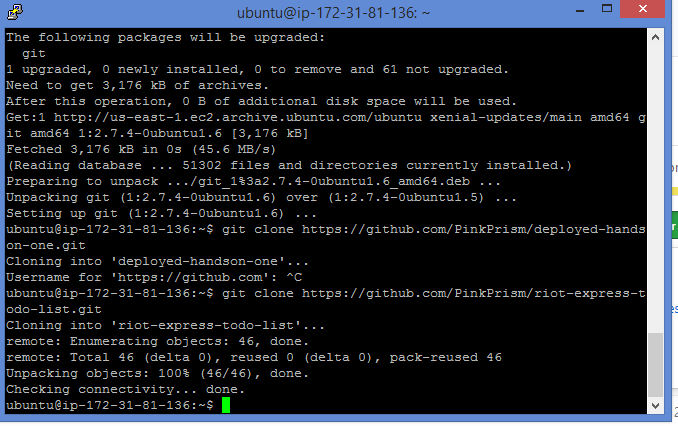 ubuntu@ip-172-31-81-136: ~
The following packages will be upgraded:
  git
1 upgraded, 0 newly installed, 0 to remove and 61 not upgraded.
Need to get 3,176 kB of archives.
After this operation, 0 B of additional disk space will be used.
Get:1 http://us-east-1.ec2.archive.ubuntu.com/ubuntu xenial-updates/main amd64 g
it amd64 1:2.7.4-0ubuntu1.6 [3,176 kB]
Fetched 3,176 kB in 0s (45.6 MB/s)
(Reading database ... 51302 files and directories currently installed.)
Preparing to unpack .../git_1%3a2.7.4-0ubuntu1.6_amd64.deb ...
Unpacking git (1:2.7.4-0ubuntu1.6) over (1:2.7.4-0ubuntu1.5) ...
Setting up git (1:2.7.4-0ubuntu1.6) ...
ubuntu@ip-172-31-81-136:~$ git clone https://github.com/PinkPrism/deployed-hands
on-one.git
Cloning into 'deployed-handson-one'...
Username for 'https://github.com': ^C
ubuntu@ip-172-31-81-136:~$ git clone https://github.com/PinkPrism/riot-express-t
odo-list.git
Cloning into 'riot-express-todo-list'...
remote: Enumerating objects: 46, done.
remote: Total 46 (delta 0), reused 0 (delta 0), pack-reused 46
Unpacking objects: 100% (46/46), done.
Checking connectivity... done.
ubuntu@ip-172-31-81-136:~$